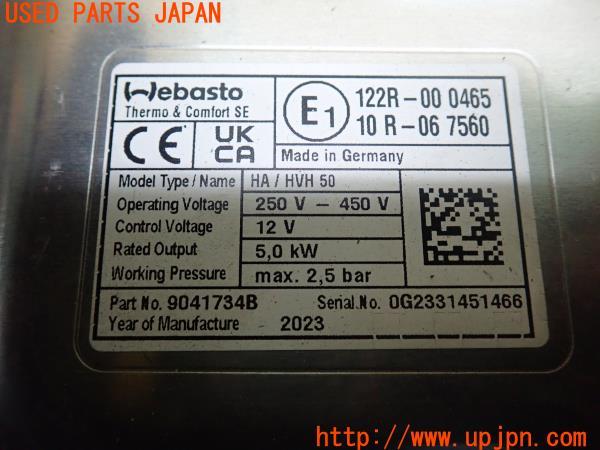 USED PARTS JAPAN
Webasto
Thermo & Comfort SE
CE
UK
CA
E1
122R-00 0465
10 R-06 7560
Made in Germany
Model Type / Name HA / HVH 50
Operating Voltage 250 V – 450 V
Control Voltage 12 V
Rated Output 5,0 kW
Working Pressure max. 2,5 bar
Part No. 9041734B Serial.No. 0G2331451466
Year of Manufacture 2023
http://www.upjpn.com/